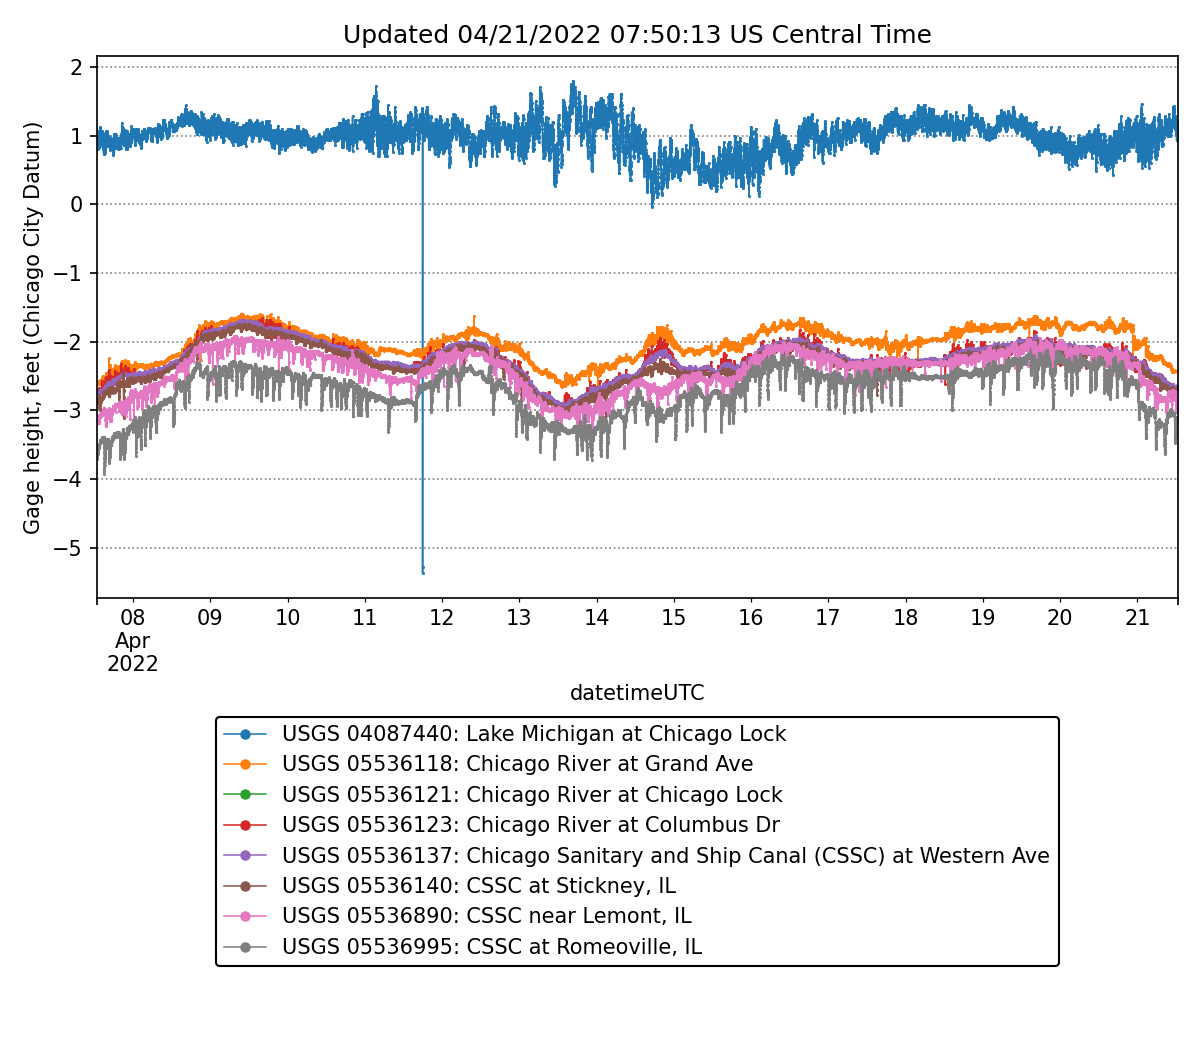 Updated 04/21/2022 07:50:13 US Central Time
Gage height, feet (Chicago City Datum)
2
1
0
−1
−2
−3
−4
−5
08 09 10 11 12 13 14 15 16 17 18 19 20 21
Apr
2022
datetimeUTC
USGS 04087440: Lake Michigan at Chicago Lock
USGS 05536118: Chicago River at Grand Ave
USGS 05536121: Chicago River at Chicago Lock
USGS 05536123: Chicago River at Columbus Dr
USGS 05536137: Chicago Sanitary and Ship Canal (CSSC) at Western Ave
USGS 05536140: CSSC at Stickney, IL
USGS 05536890: CSSC near Lemont, IL
USGS 05536995: CSSC at Romeoville, IL